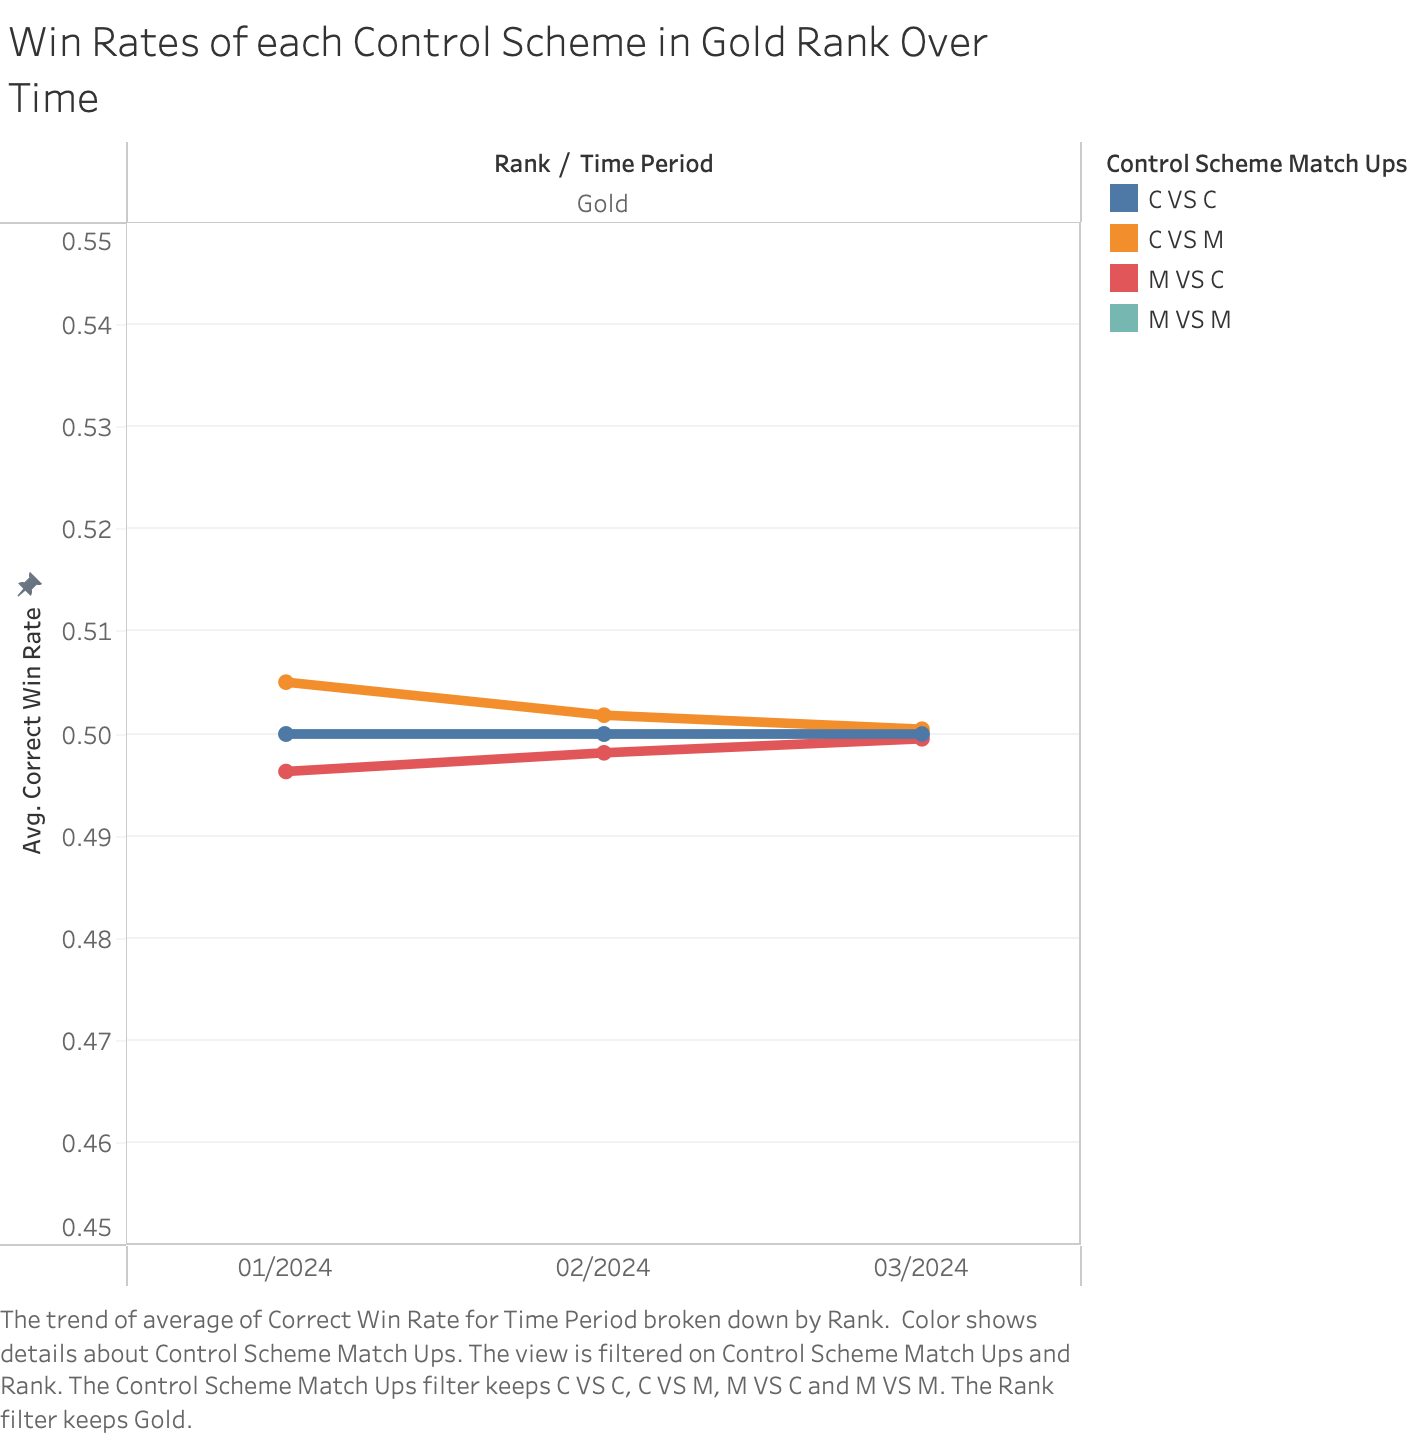 Win Rates of each Control Scheme in Gold Rank Over
Time
Rank / Time Period
Gold
Control Scheme Match Ups
C VS C
C VS M
M VS C
M VS M
Avg. Correct Win Rate
0.55
0.54
0.53
0.52
0.51
0.50
0.49
0.48
0.47
0.46
0.45
01/2024
02/2024
03/2024
The trend of average of Correct Win Rate for Time Period broken down by Rank.  Color shows
details about Control Scheme Match Ups. The view is filtered on Control Scheme Match Ups and
Rank. The Control Scheme Match Ups filter keeps C VS C, C VS M, M VS C and M VS M. The Rank
filter keeps Gold.